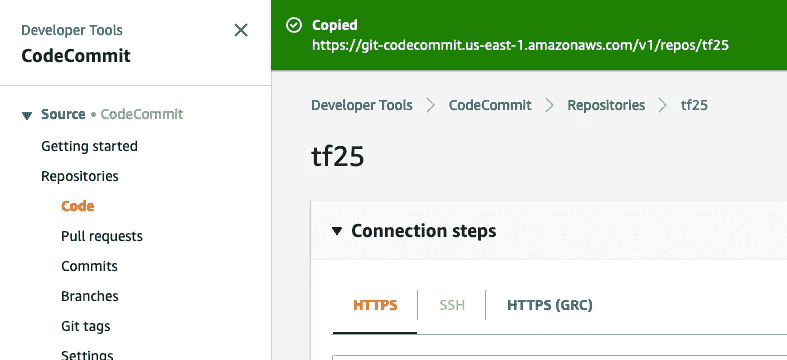 Developer Tools
CodeCommit
Source • CodeCommit
Getting started
Repositories
Code
Pull requests
Commits
Branches
Git tags
Settings
Copied
https://git-codecommit.us-east-1.amazonaws.com/v1/repos/tf25
Developer Tools > CodeCommit > Repositories > tf25
tf25
Connection steps
HTTPS SSH HTTPS (GRC)